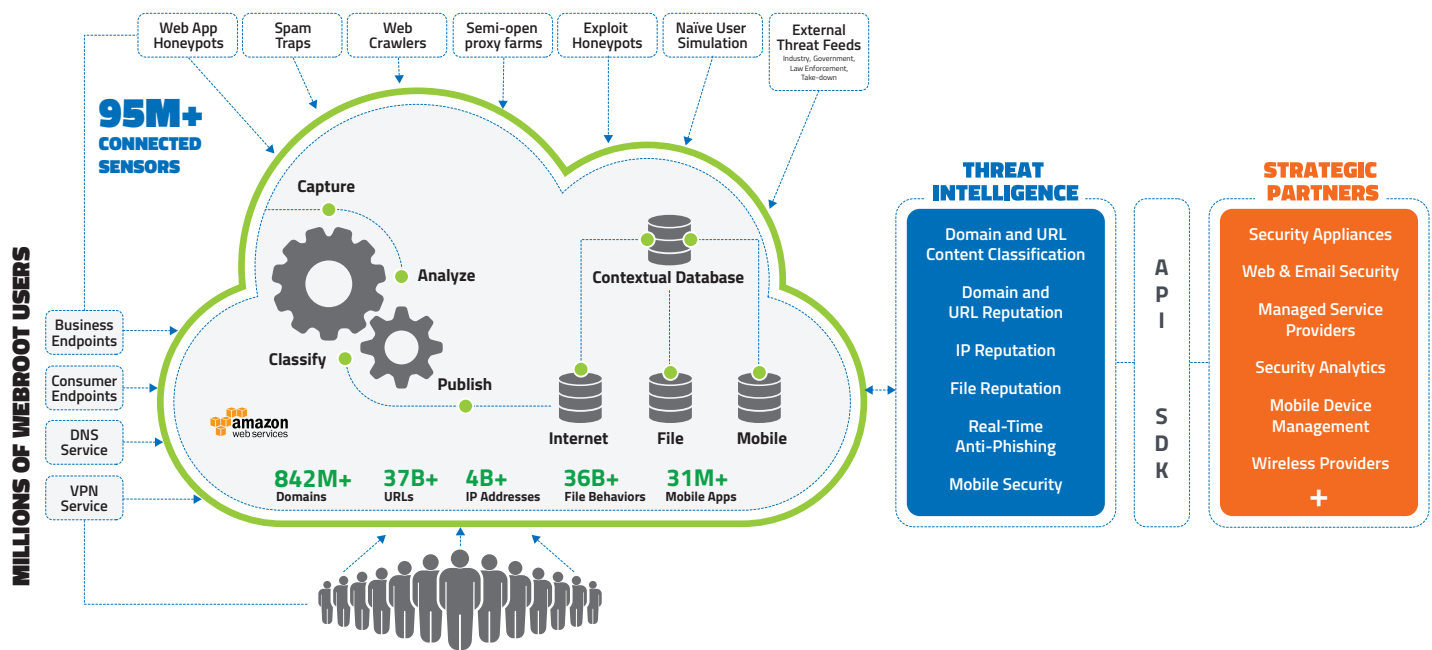 Web App
Honeypots
Spam
Traps
Web
Crawlers
Semi-open
proxy farms
Exploit
Honeypots
Naïve User
Simulation
External
Threat Feeds
Industry, Government,
Law Enforcement,
Take-down
95M+
CONNECTED
SENSORS
MILLIONS OF WEBROOT USERS
Business
Endpoints
Consumer
Endpoints
DNS
Service
VPN
Service
Capture
Analyze
Classify
Publish
amazon
web services
Contextual Database
Internet
File
Mobile
842M+
Domains
37B+
URLs
4B+
IP Addresses
36B+
File Behaviors
31M+
Mobile Apps
THREAT
INTELLIGENCE
Domain and URL
Content Classification
Domain and
URL Reputation
IP Reputation
File Reputation
Real-Time
Anti-Phishing
Mobile Security
API
SDK
STRATEGIC
PARTNERS
Security Appliances
Web & Email Security
Managed Service
Providers
Security Analytics
Mobile Device
Management
Wireless Providers
+